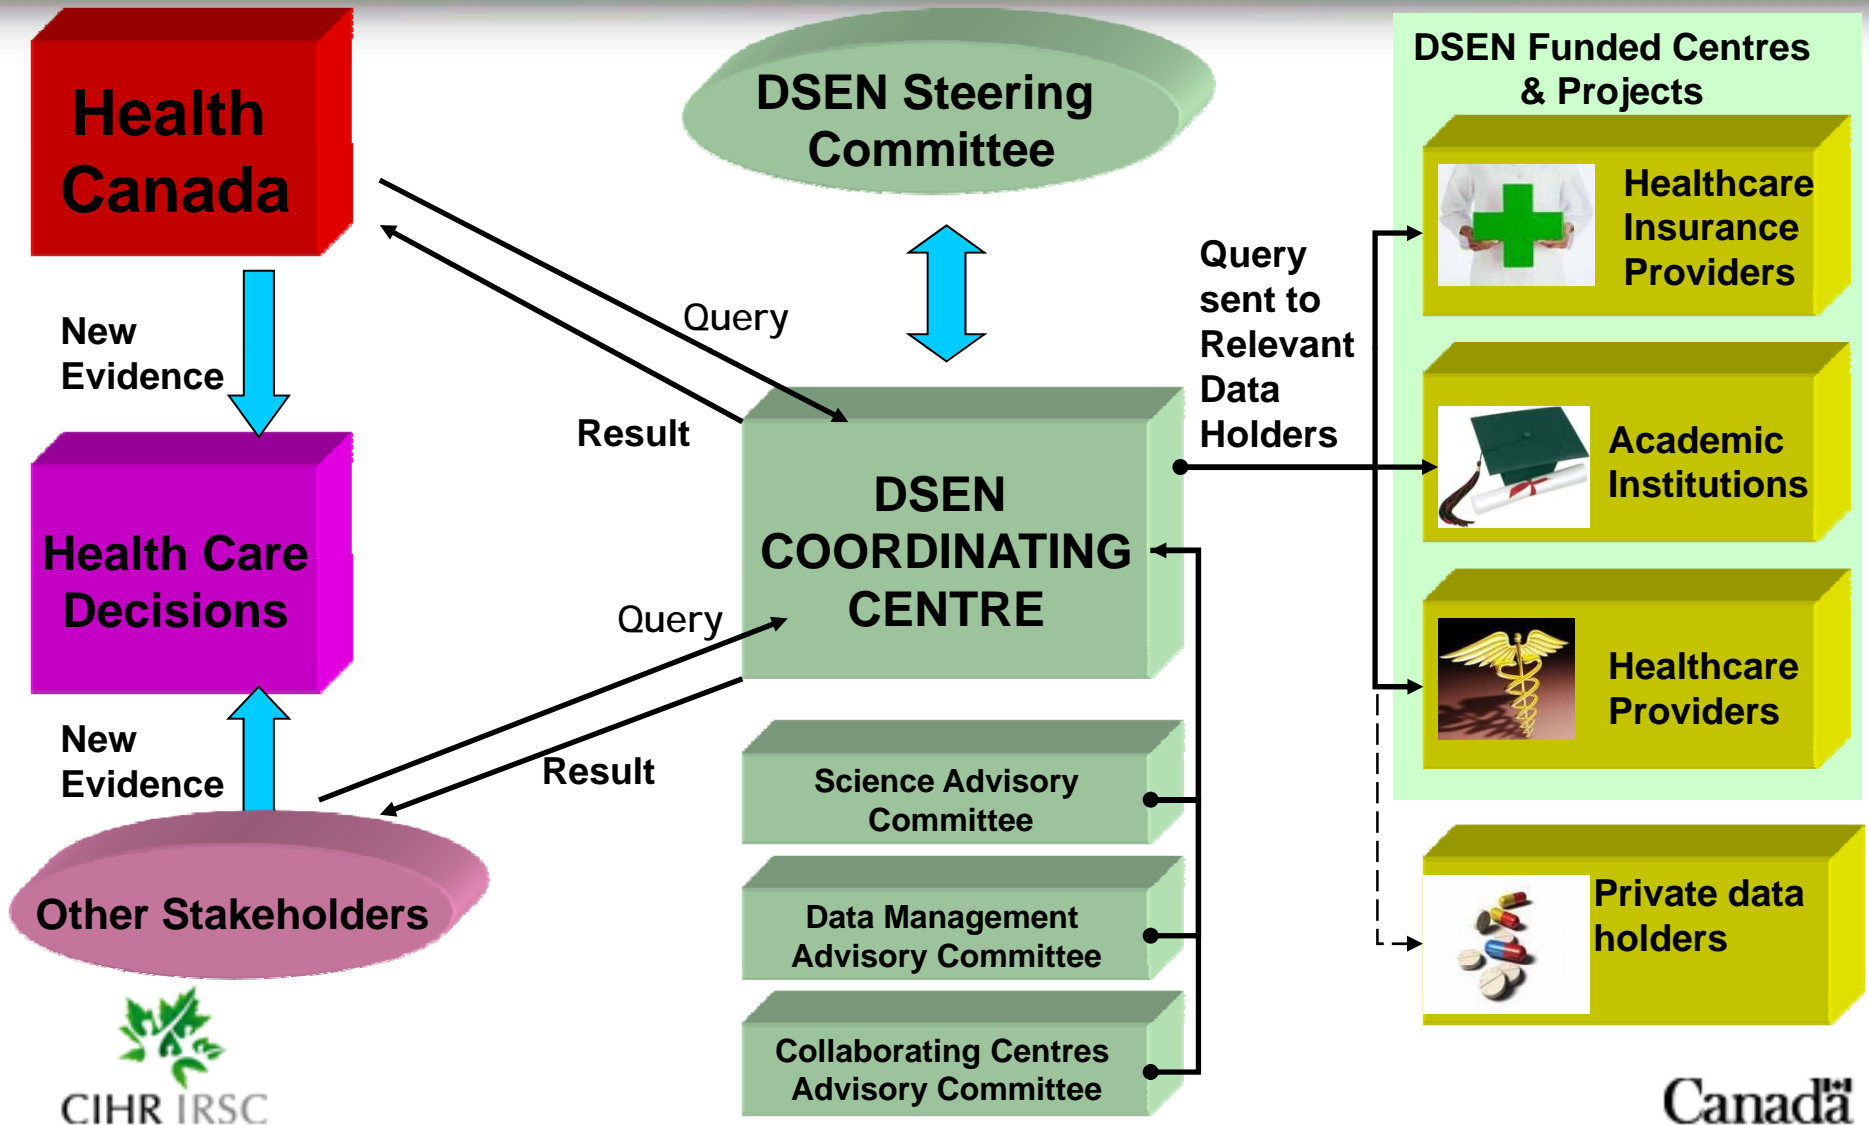 Health
Canada
DSEN Steering
Committee
DSEN Funded Centres
& Projects
Healthcare
Insurance
Providers
Query
sent to
Relevant
Data
Holders
Query
New
Evidence
Result
Academic
Institutions
DSEN
COORDINATING
CENTRE
Health Care
Decisions
Query
Healthcare
Providers
New
Evidence
Result
Science Advisory
Committee
Other Stakeholders
Data Management
Advisory Committee
Private data
holders
Collaborating Centres
Advisory Committee
CIHR IRSC
Canada